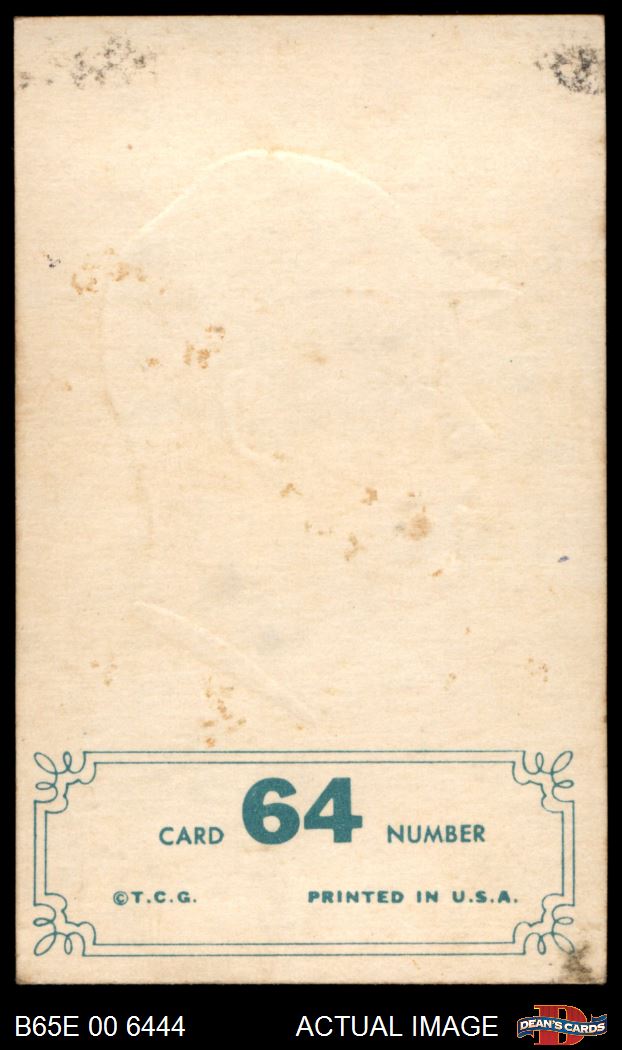 CARD 64 NUMBER
©T.C.G. PRINTED IN U.S.A.
B65E 00 6444 ACTUAL IMAGE DEAN'S CARDS